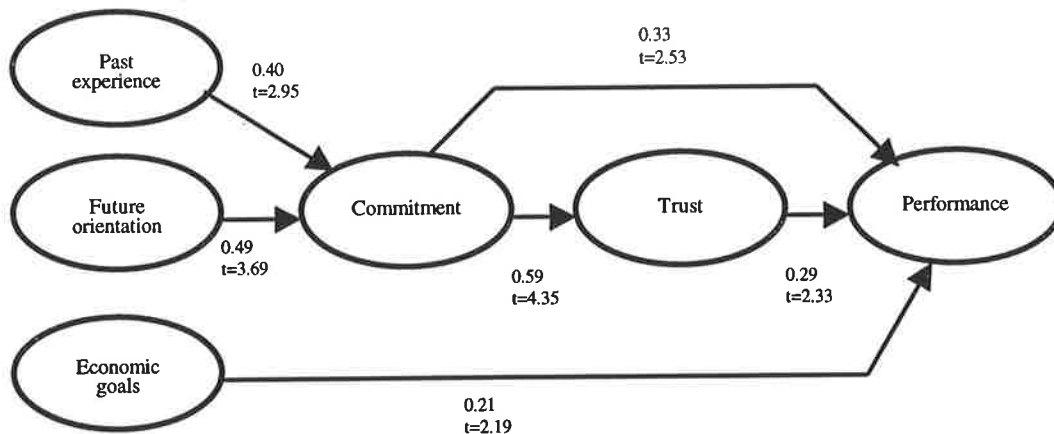 Past
experience
0.40
t=2.95
0.33
t=2.53
Future
orientation
0.49
t=3.69
Commitment
0.59
t=4.35
Trust
0.29
t=2.33
Performance
Economic
goals
0.21
t=2.19